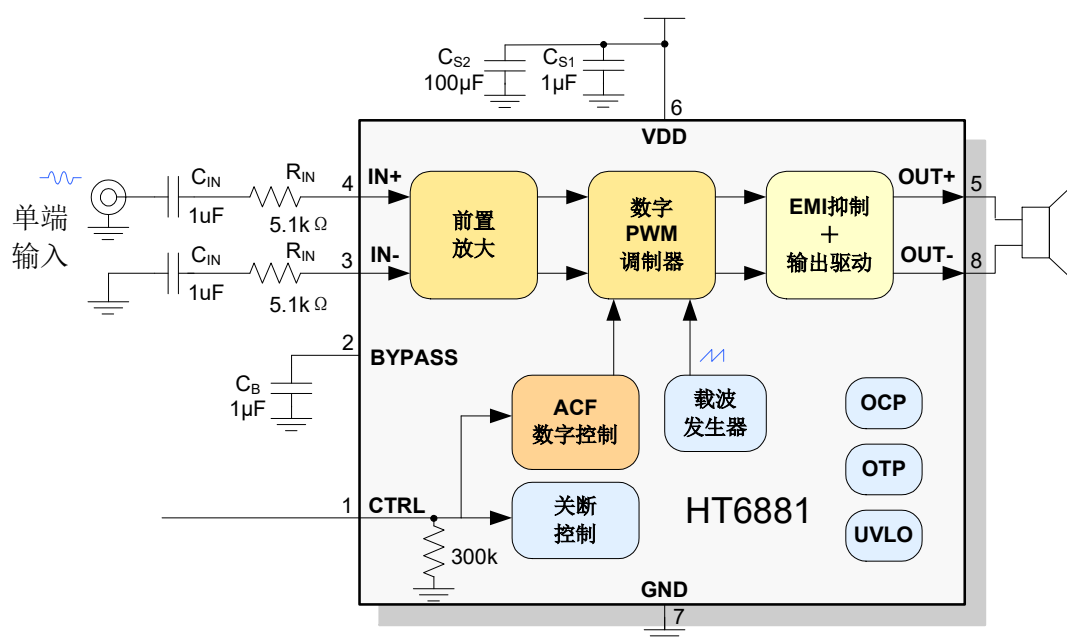 CS2
100μF
CS1
1μF
6
VDD
单端
输入
CIN
1uF
RIN
5.1kΩ
4
IN+
CIN
1uF
RIN
5.1kΩ
3
IN-
前置
放大
数字
PWM
调制器
EMI抑制
＋
输出驱动
OUT+
5
OUT-
8
2
BYPASS
CB
1μF
ACF
数字控制
载波
发生器
OCP
OTP
UVLO
1
CTRL
300k
关断
控制
HT6881
GND
7